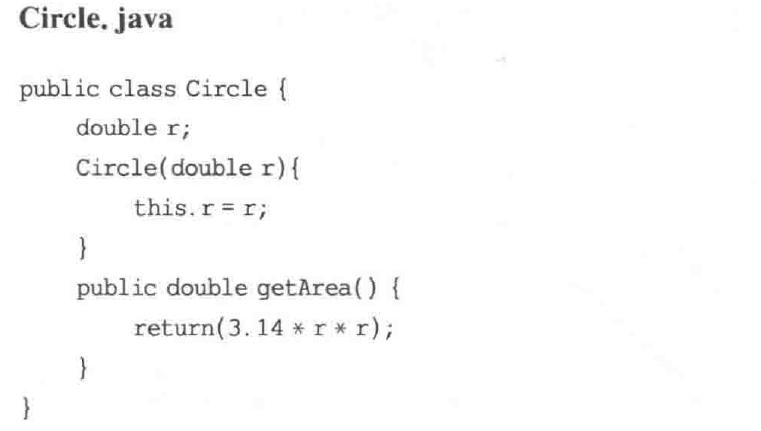 Circle. java
public class Circle {
double r;
Circle(double r){
this. r = r;
}
public double getArea() {
return(3.14 * r * r);
}
}